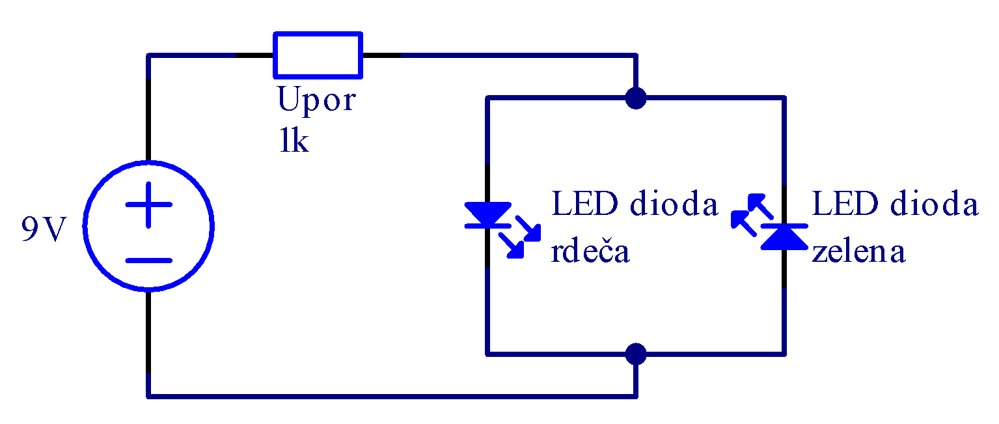 Upor
1k
9V
LED dioda
rdeča
LED dioda
zelena